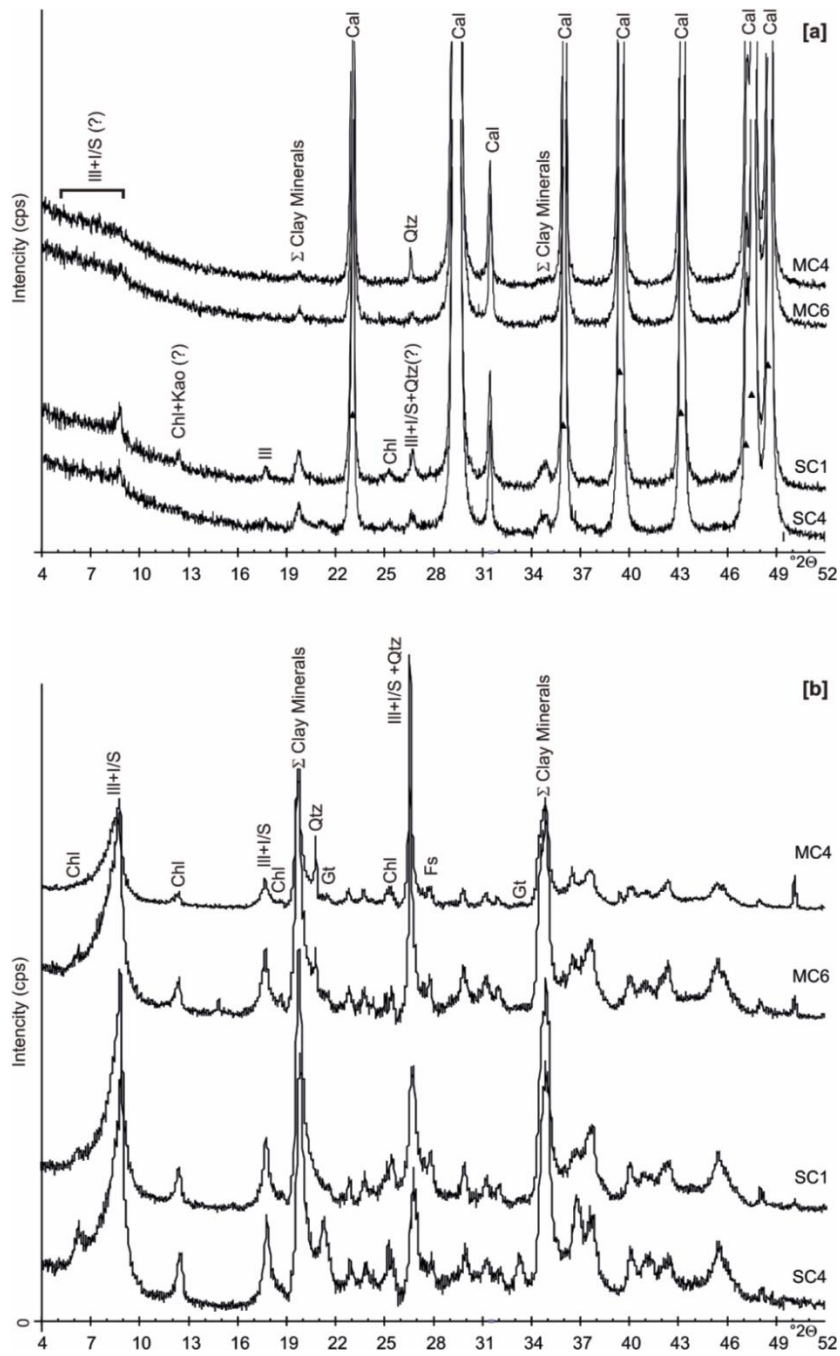 Cal Cal Cal Cal Cal Cal Cal [a]
Ill+I/S (?)
Σ Clay Minerals
Qtz
Cal
Σ Clay Minerals
MC4
MC6
Chl+Kao (?)
Ill
Chl
Ill+I/S+Qtz(?)
SC1
SC4
Intencity (cps)
4 7 10 13 16 19 22 25 28 31 34 37 40 43 46 49 52
°2Θ
[b]
Ill+I/S +Qtz
Σ Clay Minerals
Σ Clay Minerals
Chl
Ill+I/S
Chl
Ill+I/S
Chl
Qtz
Gt
Chl
Fs
Gt
MC4
MC6
SC1
SC4
Intencity (cps)
0
4 7 10 13 16 19 22 25 28 31 34 37 40 43 46 49 52
°2Θ